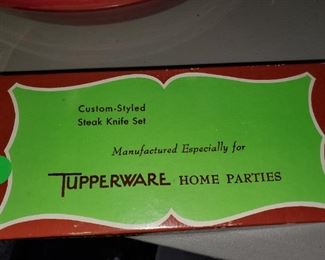 Custom-Styled
Steak Knife Set
Manufactured Especially for
TUPPERWARE HOME PARTIES